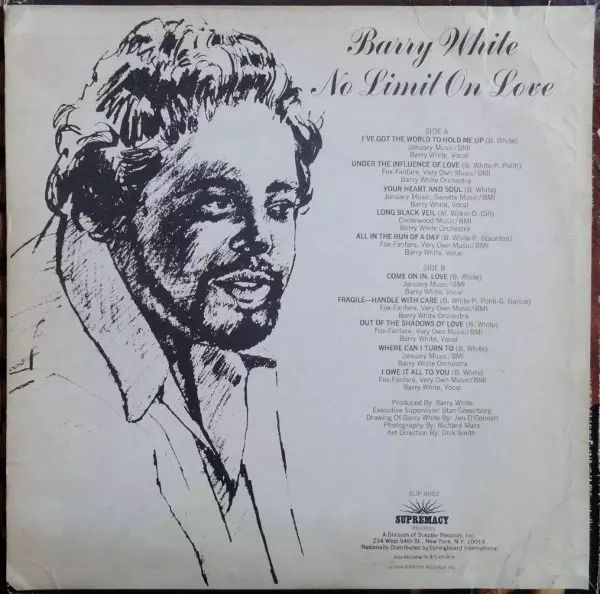 Barry White
No Limit On Love
SIDE A
I'VE GOT THE WORLD TO HOLD ME UP (B. White)
January Music/BMI
Barry White, Vocal
UNDER THE INFLUENCE OF LOVE (B. White-P. Politi)
Fox-Fanfare, Very Own Music/BMI
Barry White Orchestra
YOUR HEART AND SOUL (B. White)
January Music, Savette Music/BMI
Barry White, Vocal
LONG BLACK VEIL (M. Wilkin-D. Dill)
Cedarwood Music/BMI
Barry White Orchestra
ALL IN THE RUN OF A DAY (B. White-R. Staunton)
Fox-Fanfare, Very Own Music/BMI
Barry White, Vocal
SIDE B
COME ON IN, LOVE (B. White)
January Music/BMI
Barry White, Vocal
FRAGILE—HANDLE WITH CARE (B. White-P. Politi-G. Garcia)
Fox-Fanfare, Very Own Music/BMI
Barry White Orchestra
OUT OF THE SHADOWS OF LOVE (B. White)
Fox-Fanfare, Very Own Music/BMI
Barry White, Vocal
WHERE CAN I TURN TO (B. White)
January Music/BMI
Barry White Orchestra
I OWE IT ALL TO YOU (B. White)
Fox-Fanfare, Very Own Music/BMI
Barry White, Vocal
Produced By: Barry White
Executive Supervisor: Stan Greenberg
Drawing Of Barry White By: Jim O'Connell
Photography By: Richard Marx
Art Direction By: Dick Smith
SUP 8002
SUPREMACY
RECORDS
A Division of Scepter Records, Inc.
254 West 54th St., New York, N.Y. 10019
Nationally Distributed by Springboard International